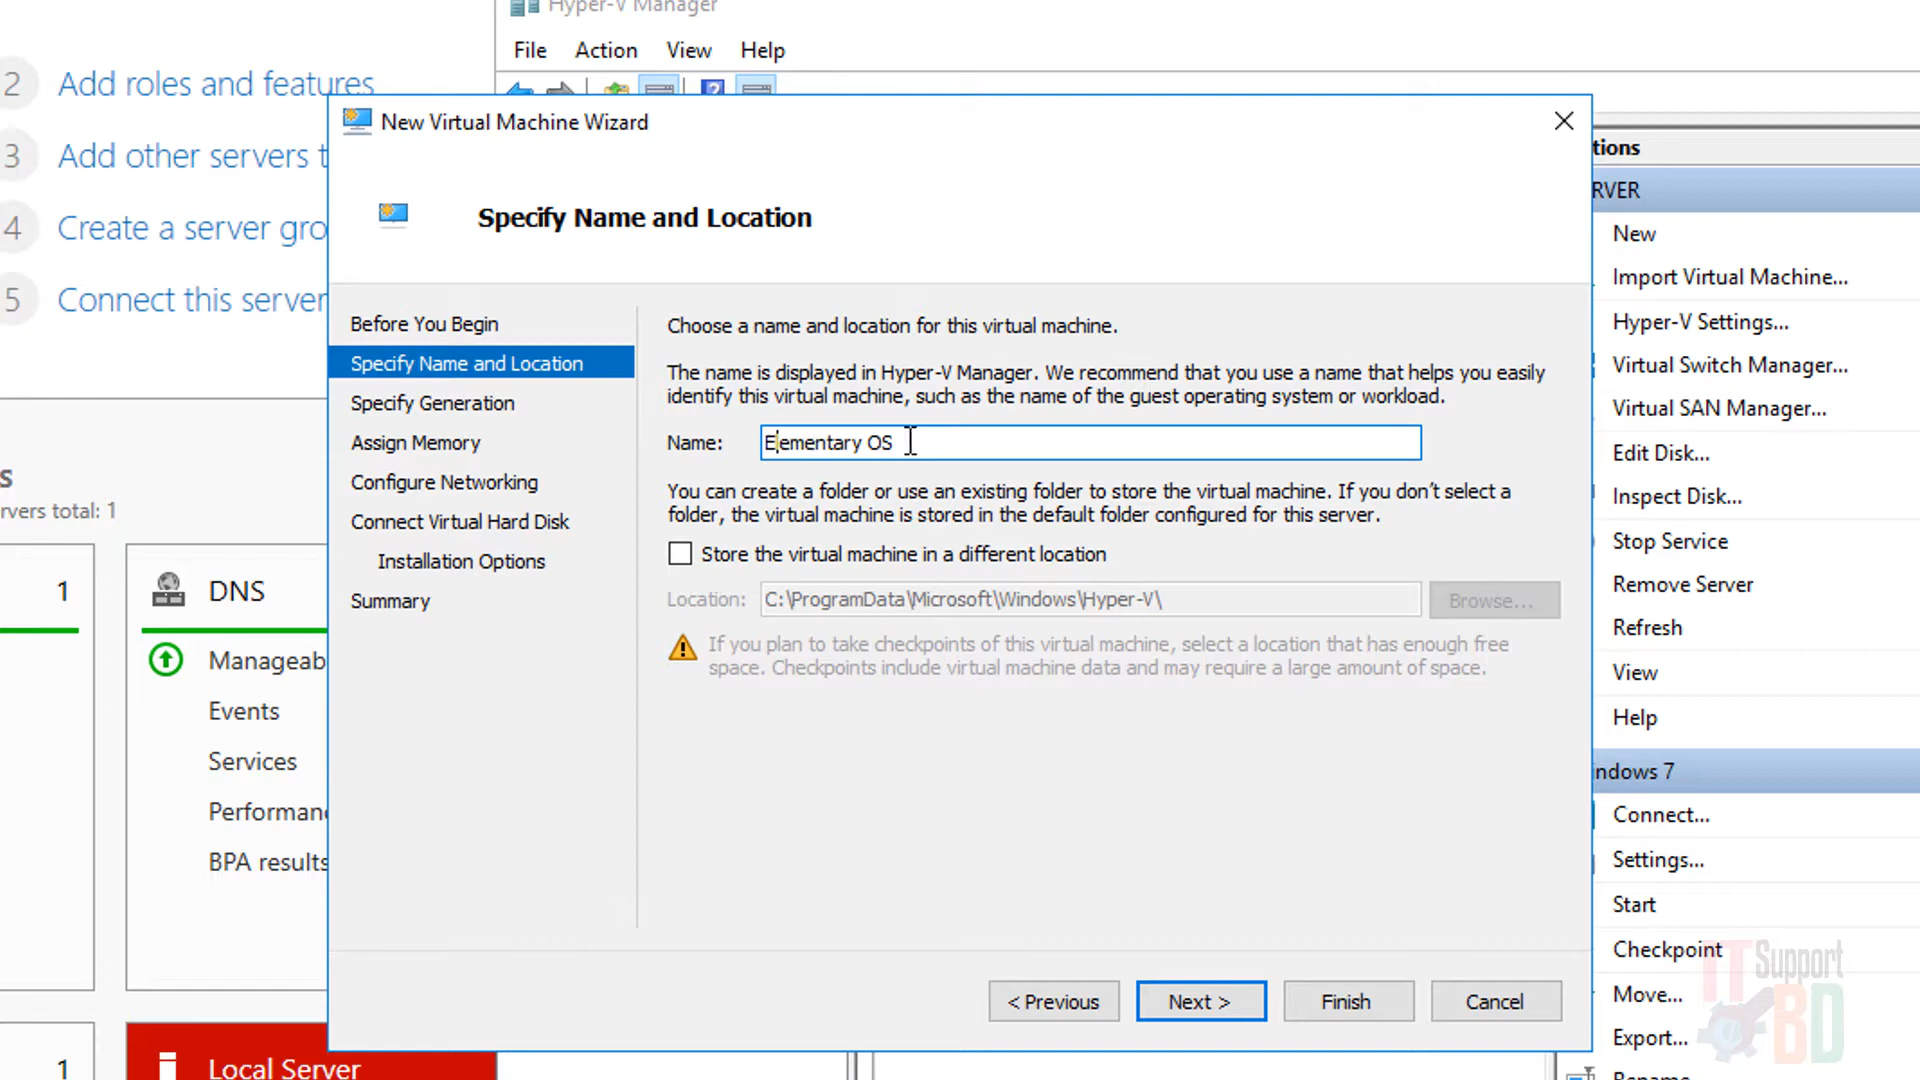 Hyper-V Manager
File Action View Help
2 Add roles and features
3 Add other servers t
4 Create a server gro
5 Connect this server
s
rvers total: 1
1
DNS
Manageab
Events
Services
Performanc
BPA results
1
Local Server
New Virtual Machine Wizard
Specify Name and Location
Before You Begin
Specify Name and Location
Specify Generation
Assign Memory
Configure Networking
Connect Virtual Hard Disk
Installation Options
Summary
Choose a name and location for this virtual machine.
The name is displayed in Hyper-V Manager. We recommend that you use a name that helps you easily
identify this virtual machine, such as the name of the guest operating system or workload.
Name: Elementary OS
You can create a folder or use an existing folder to store the virtual machine. If you don't select a
folder, the virtual machine is stored in the default folder configured for this server.
Store the virtual machine in a different location
Location: C:\ProgramData\Microsoft\Windows\Hyper-V\ Browse...
If you plan to take checkpoints of this virtual machine, select a location that has enough free
space. Checkpoints include virtual machine data and may require a large amount of space.
< Previous Next > Finish Cancel
tions
RVER
New
Import Virtual Machine...
Hyper-V Settings...
Virtual Switch Manager...
Virtual SAN Manager...
Edit Disk...
Inspect Disk...
Stop Service
Remove Server
Refresh
View
Help
indows 7
Connect...
Settings...
Start
Checkpoint
Move...
Export...
Rename...
IT Support
BD